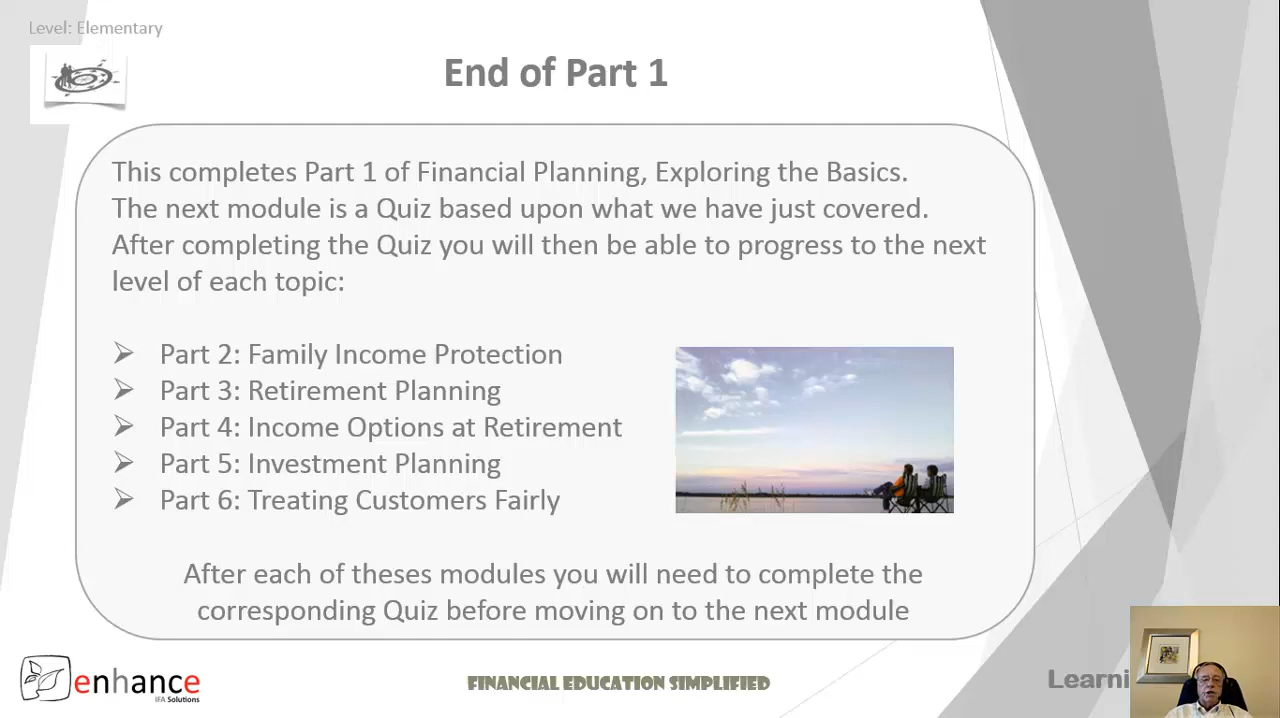 Level: Elementary
End of Part 1
This completes Part 1 of Financial Planning, Exploring the Basics.
The next module is a Quiz based upon what we have just covered.
After completing the Quiz you will then be able to progress to the next
level of each topic:
Part 2: Family Income Protection
Part 3: Retirement Planning
Part 4: Income Options at Retirement
Part 5: Investment Planning
Part 6: Treating Customers Fairly
After each of theses modules you will need to complete the
corresponding Quiz before moving on to the next module
enhance
IFA Solutions
FINANCIAL EDUCATION SIMPLIFIED
Learni